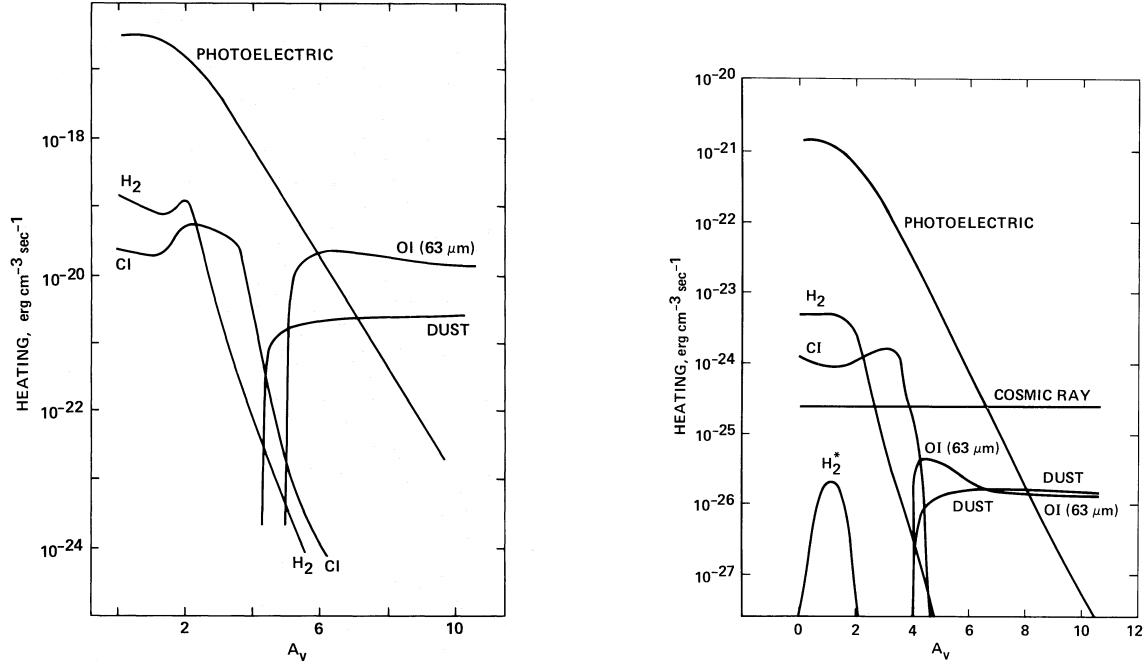 PHOTOELECTRIC
10⁻¹⁸
H₂
CI
OI (63 μm)
10⁻²⁰
DUST
HEATING, erg cm⁻³ sec⁻¹
10⁻²²
10⁻²⁴
H₂ CI
2 6 10
Aᵥ
10⁻²⁰
10⁻²¹
10⁻²²
PHOTOELECTRIC
10⁻²³
H₂
CI
10⁻²⁴
HEATING, erg cm⁻³ sec⁻¹
COSMIC RAY
10⁻²⁵
OI (63 μm)
H₂*
DUST
10⁻²⁶
DUST
OI (63 μm)
10⁻²⁷
0 2 4 6 8 10 12
Aᵥ